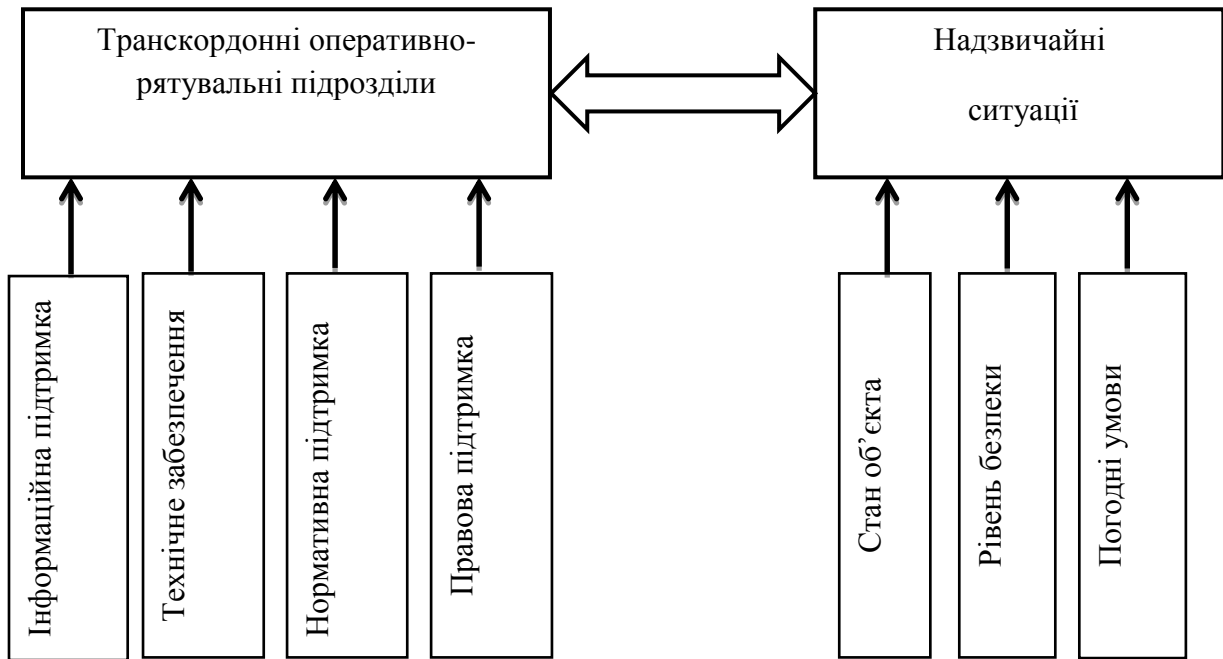 Транскордонні оперативно-
рятувальні підрозділи
Надзвичайні
ситуації
Інформаційна підтримка
Технічне забезпечення
Нормативна підтримка
Правова підтримка
Стан об’єкта
Рівень безпеки
Погодні умови